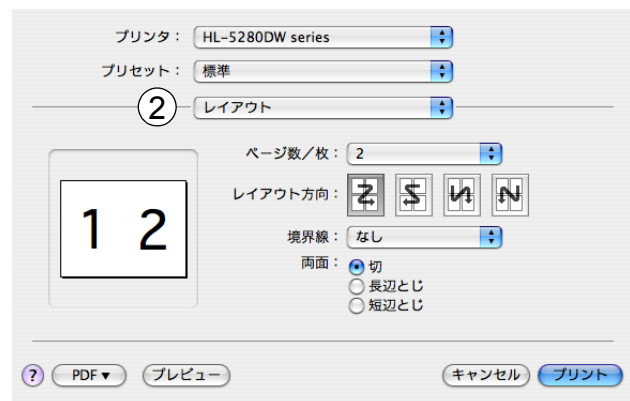 プリンタ： HL-5280DW series
プリセット： 標準
② レイアウト
ページ数／枚： 2
レイアウト方向：
1 2
境界線： なし
両面： 切
長辺とじ
短辺とじ
? PDF▼ プレビュー キャンセル プリント